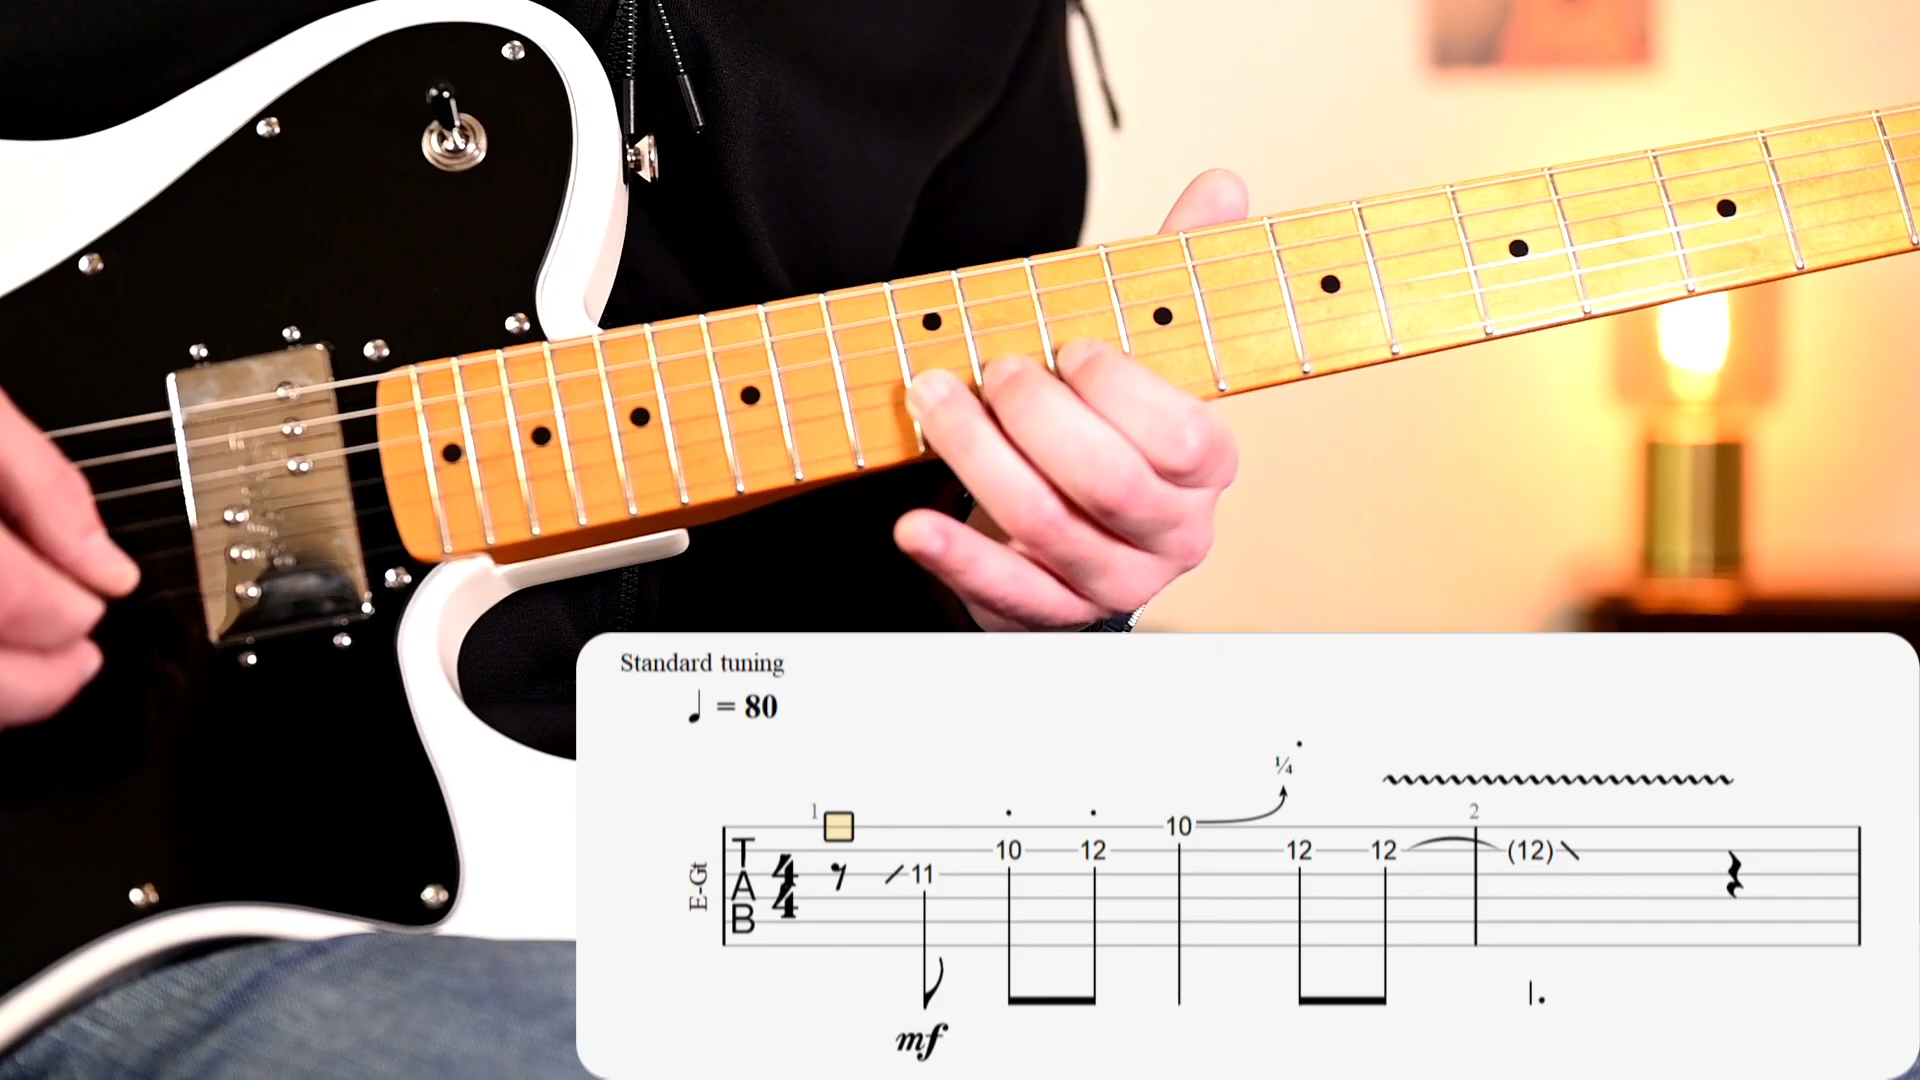 Standard tuning
♩ = 80
1/4
1 2
10
10 12 12 12 (12)
11
4
4
T
A
B
E-Gt
mf